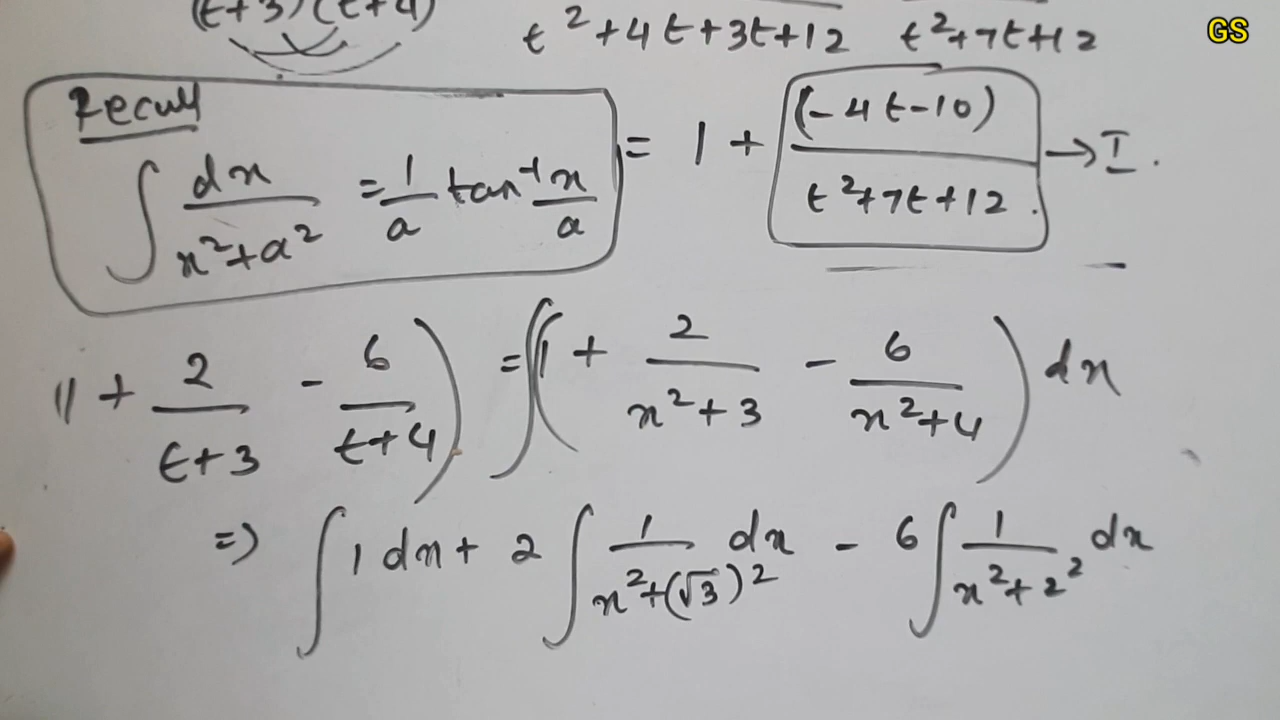 (t+3)(t+4)
t²+4t+3t+12 t²+7t+12
GS
Recall
∫ dx/(x²+a²) = 1/a tan⁻¹ x/a
= 1 + (-4t-10)/(t²+7t+12) → I.
1 + 2/(t+3) - 6/(t+4) ) = ∫(1 + 2/(x²+3) - 6/(x²+4)) dx
=> ∫1 dx + 2 ∫ 1/(x²+(√3)²) dx - 6 ∫ 1/(x²+2²) dx